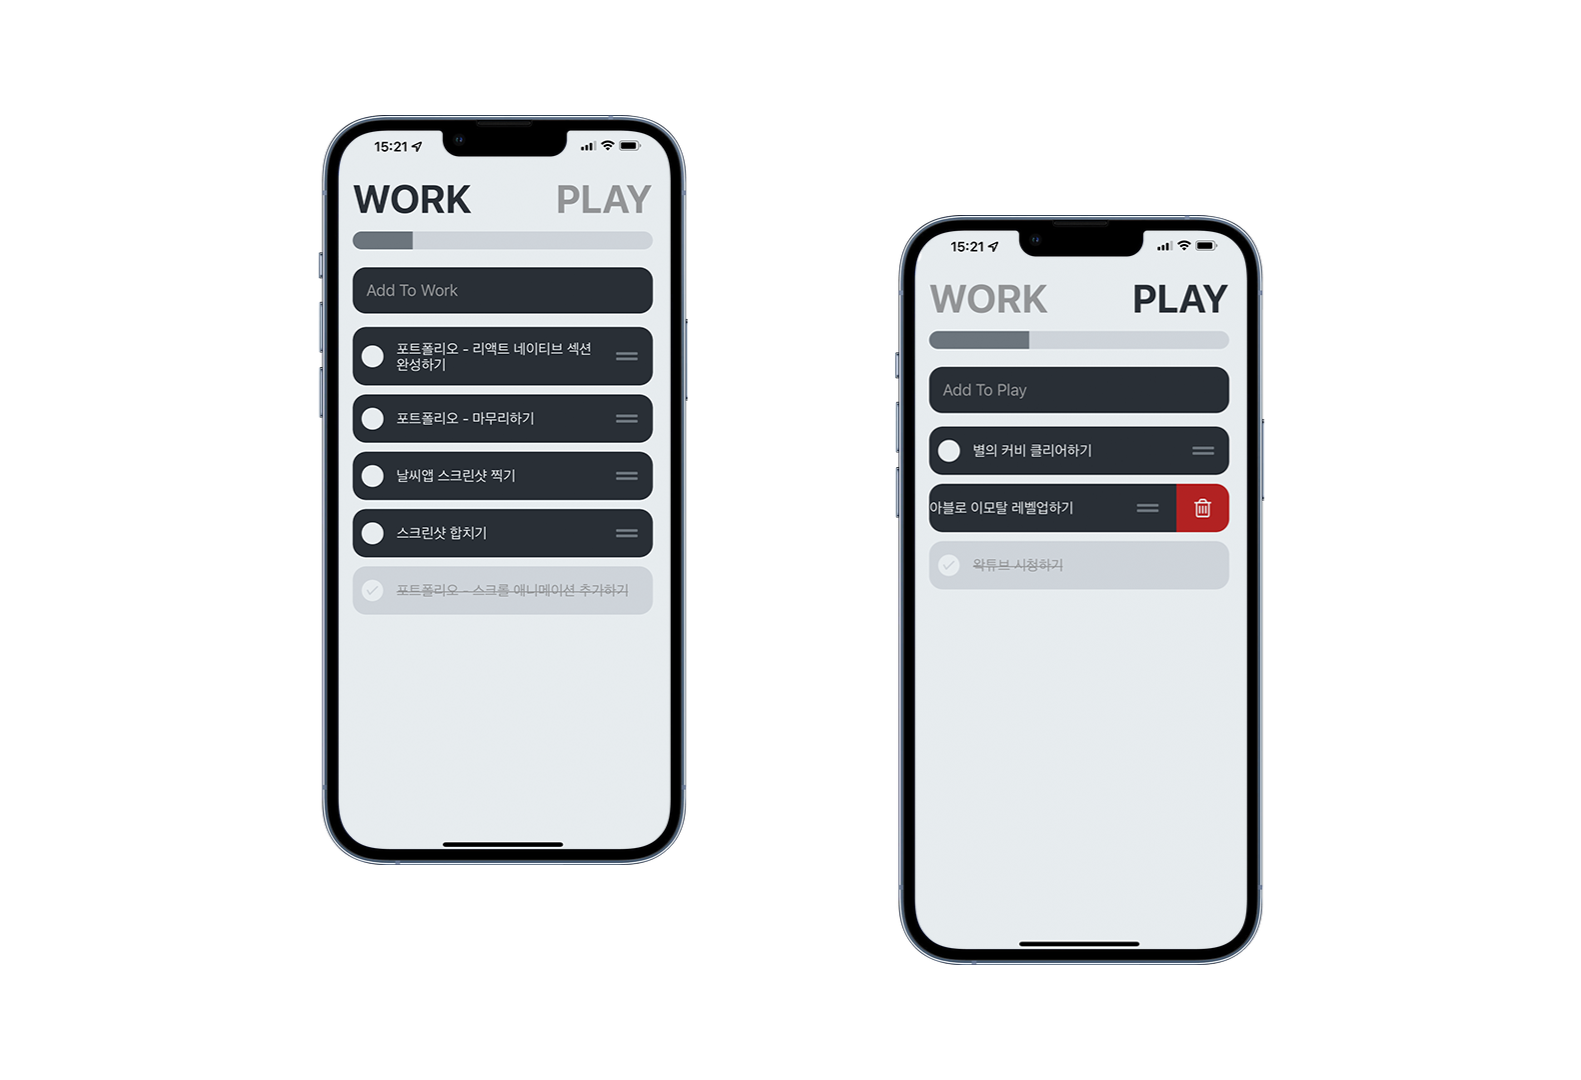 15:21
WORK PLAY
Add To Work
포트폴리오 - 리액트 네이티브 섹션
완성하기
포트폴리오 - 마무리하기
날씨앱 스크린샷 찍기
스크린샷 합치기
포트폴리오 - 스크롤 애니메이션 추가하기
15:21
WORK PLAY
Add To Play
별의 커비 클리어하기
아블로 이모탈 레벨업하기
왁튜브 시청하기